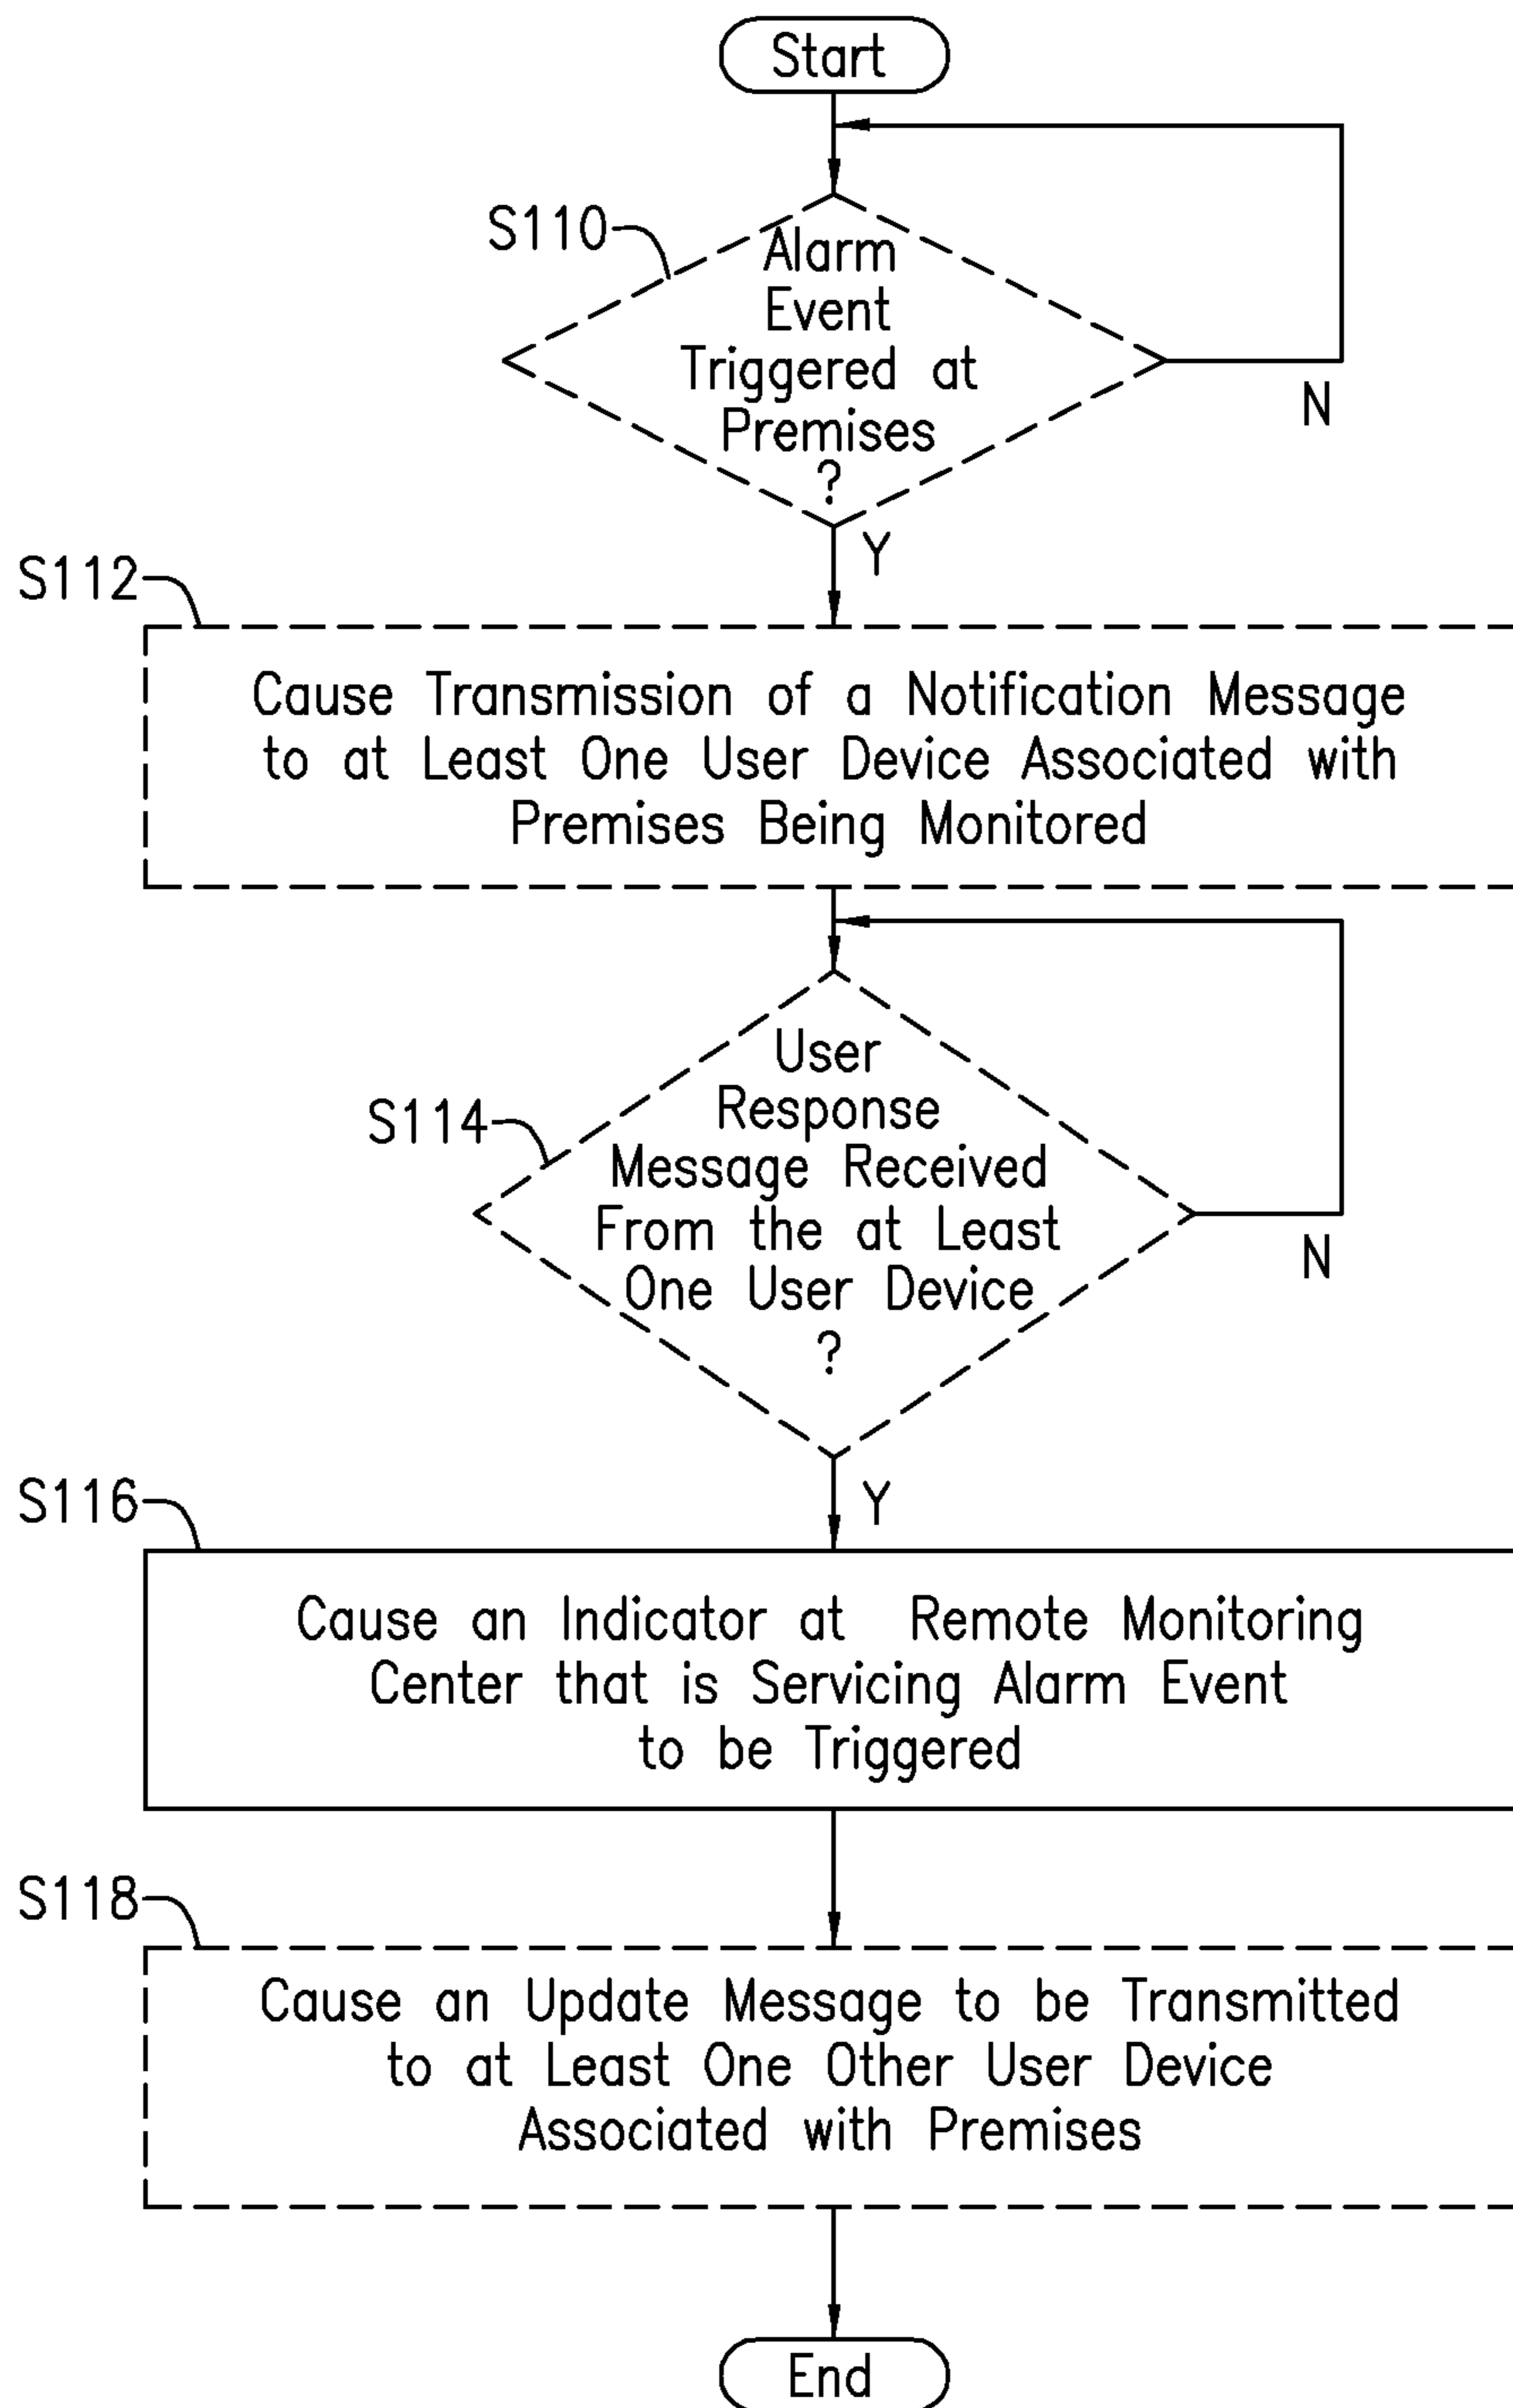 Start
S110
Alarm
Event
Triggered at
Premises
?
N
Y
S112
Cause Transmission of a Notification Message
to at Least One User Device Associated with
Premises Being Monitored
S114
User
Response
Message Received
From the at Least
One User Device
?
N
Y
S116
Cause an Indicator at Remote Monitoring
Center that is Servicing Alarm Event
to be Triggered
S118
Cause an Update Message to be Transmitted
to at Least One Other User Device
Associated with Premises
End